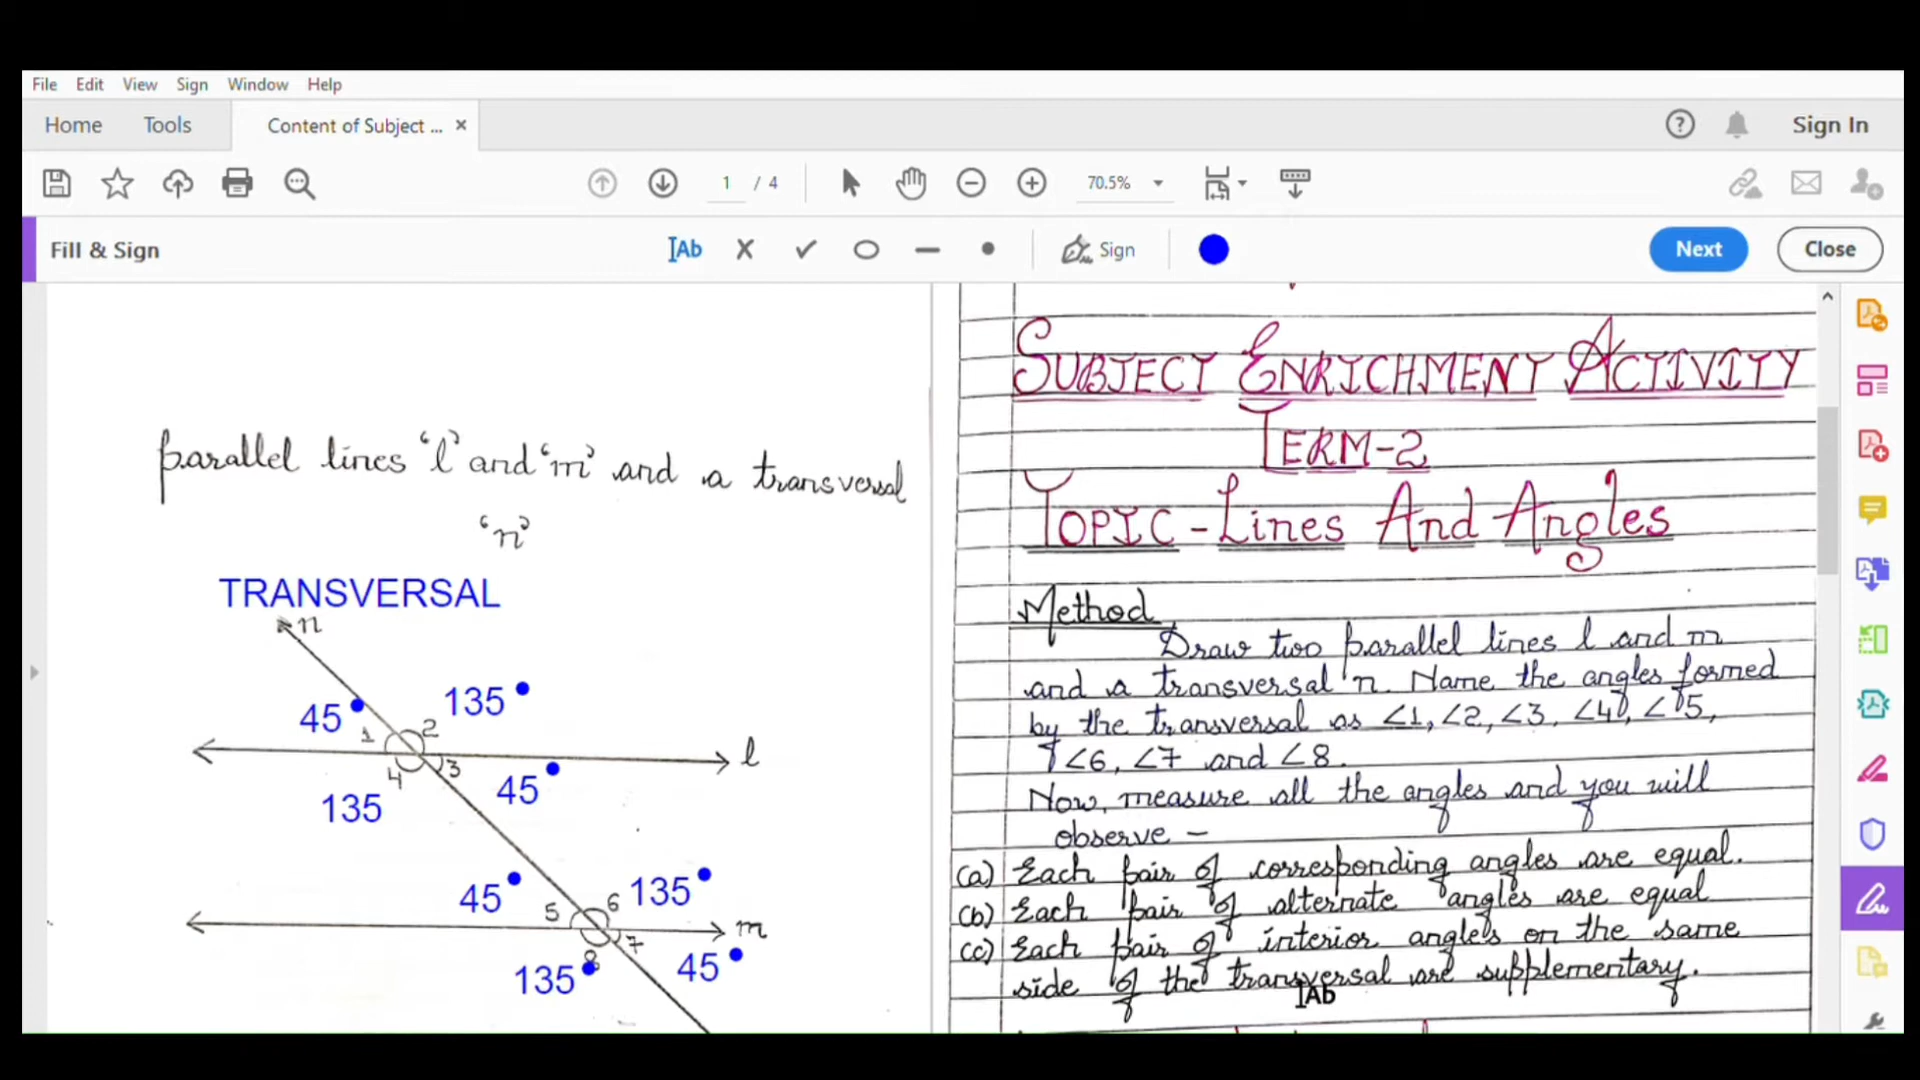 File Edit View Sign Window Help
Home Tools Content of Subject ... × Sign In
1 / 4 70.5%
Fill & Sign IAb Sign Next Close
parallel lines ‘l’ and ‘m’ and a transversal
‘n’
TRANSVERSAL
n
45 135
1 2
l
4 3
135 45
45 135
5 6
m
8 7
135 45
SUBJECT ENRICHMENT ACTIVITY
TERM-2
TOPIC - Lines And Angles
Method
Draw two parallel lines l and m
and a transversal 'n. Name the angles formed
by the transversal as ∠1, ∠2, ∠3, ∠4, ∠5,
∠6, ∠7 and ∠8.
Now, measure all the angles and you will
observe –
(a) Each pair of corresponding angles are equal.
(b) Each pair of alternate angles are equal
(c) Each pair of interior angles on the same
side of the transversal are supplementary.
IAb